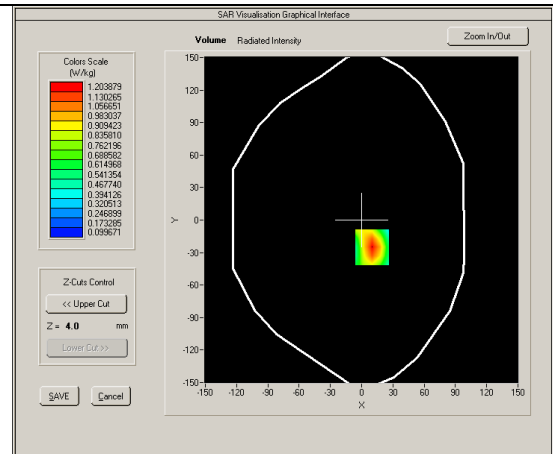 SAR Visualisation Graphical Interface
Volume Radiated Intensity
Zoom In/Out
Colors Scale
(W/kg)
1.203879
1.130265
1.056651
0.983037
0.909423
0.835810
0.762196
0.688582
0.614968
0.541354
0.467740
0.394126
0.320513
0.246899
0.173285
0.099671
Z-Cuts Control
<< Upper Cut
Z = 4.0 mm
Lower Cut >>
SAVE Cancel
150
120
90
60
30
0
-30
-60
-90
-120
-150
Y
-150 -120 -90 -60 -30 0 30 60 90 120 150
X